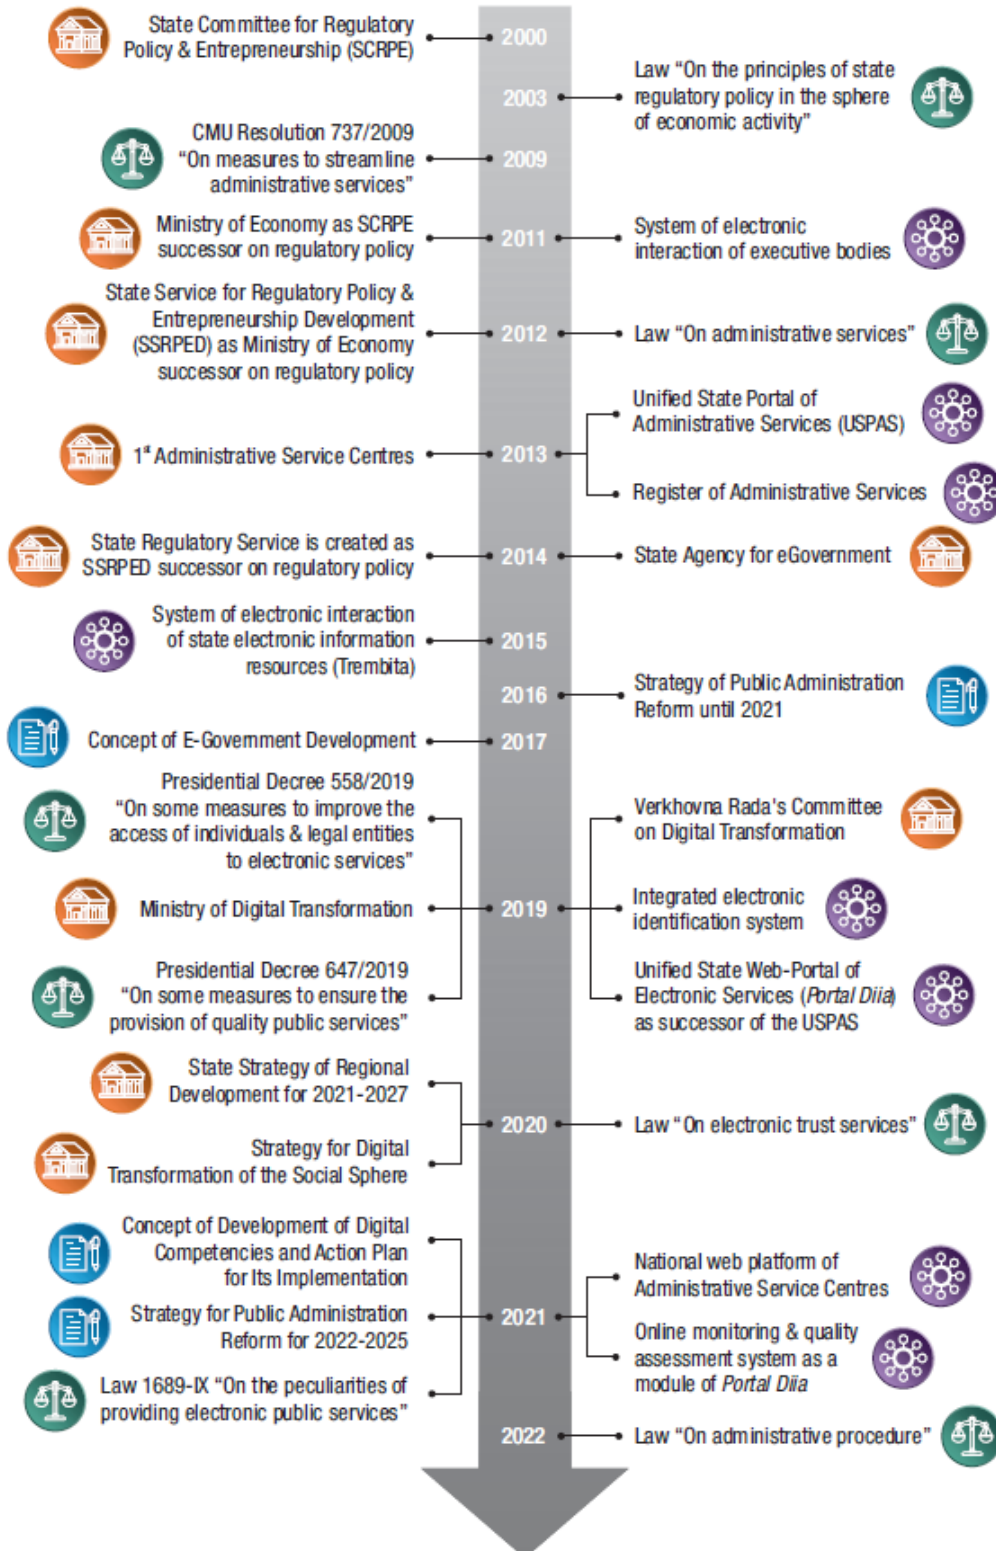 State Committee for Regulatory
Policy & Entrepreneurship (SCRPE)
2000
2003
Law “On the principles of state
regulatory policy in the sphere
of economic activity”
CMU Resolution 737/2009
“On measures to streamline
administrative services”
2009
Ministry of Economy as SCRPE
successor on regulatory policy
2011
System of electronic
interaction of executive bodies
State Service for Regulatory Policy &
Entrepreneurship Development
(SSRPED) as Ministry of Economy
successor on regulatory policy
2012
Law “On administrative services”
1st Administrative Service Centres
2013
Unified State Portal of
Administrative Services (USPAS)
Register of Administrative Services
State Regulatory Service is created as
SSRPED successor on regulatory policy
2014
State Agency for eGovernment
System of electronic interaction
of state electronic information
resources (Trembita)
2015
2016
Strategy of Public Administration
Reform until 2021
Concept of E-Government Development
2017
Presidential Decree 558/2019
“On some measures to improve the
access of individuals & legal entities
to electronic services”
Ministry of Digital Transformation
Presidential Decree 647/2019
“On some measures to ensure the
provision of quality public services”
2019
Verkhovna Rada's Committee
on Digital Transformation
Integrated electronic
identification system
Unified State Web-Portal of
Electronic Services (Portal Diia)
as successor of the USPAS
State Strategy of Regional
Development for 2021-2027
Strategy for Digital
Transformation of the Social Sphere
2020
Law “On electronic trust services”
Concept of Development of Digital
Competencies and Action Plan
for Its Implementation
Strategy for Public Administration
Reform for 2022-2025
Law 1689-IX “On the peculiarities of
providing electronic public services”
2021
National web platform of
Administrative Service Centres
Online monitoring & quality
assessment system as a
module of Portal Diia
2022
Law “On administrative procedure”